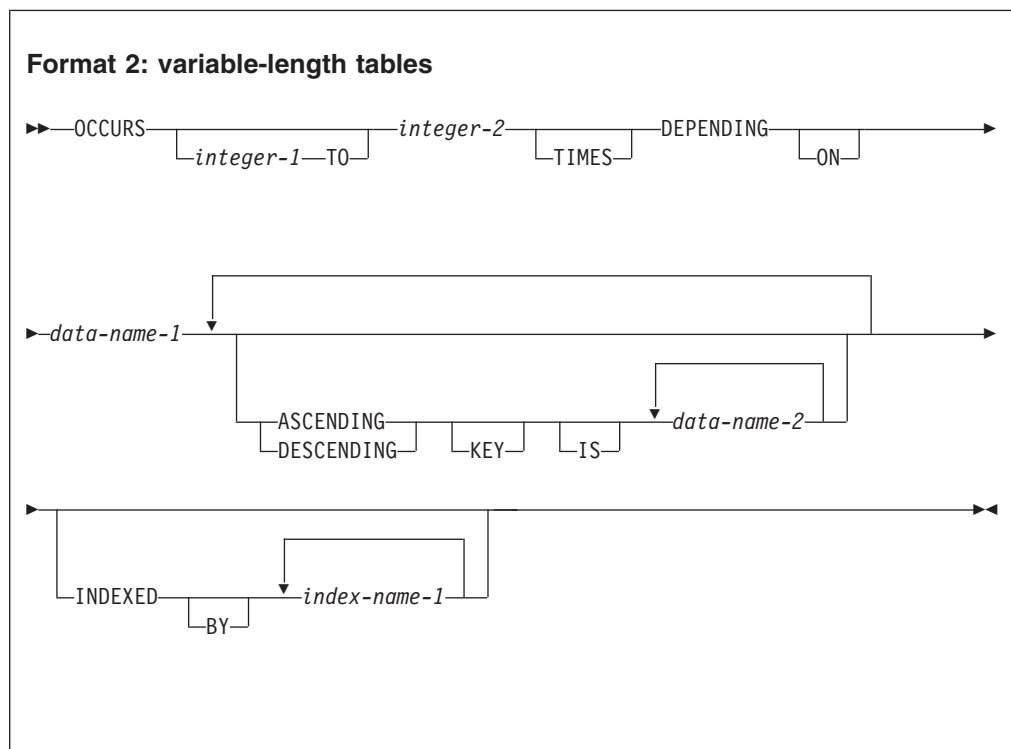 Format 2: variable-length tables
OCCURS integer-2 DEPENDING
integer-1 TO TIMES ON
data-name-1
ASCENDING data-name-2
DESCENDING KEY IS
INDEXED index-name-1
BY